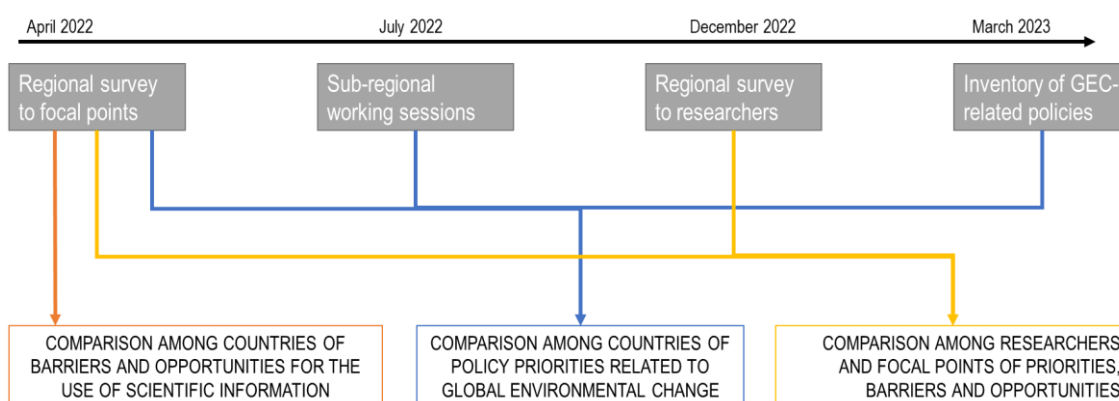 April 2022
July 2022
December 2022
March 2023
Regional survey
to focal points
Sub-regional
working sessions
Regional survey
to researchers
Inventory of GEC-
related policies
COMPARISON AMONG COUNTRIES OF
BARRIERS AND OPPORTUNITIES FOR THE
USE OF SCIENTIFIC INFORMATION
COMPARISON AMONG COUNTRIES OF
POLICY PRIORITIES RELATED TO
GLOBAL ENVIRONMENTAL CHANGE
COMPARISON AMONG RESEARCHERS
AND FOCAL POINTS OF PRIORITIES,
BARRIERS AND OPPORTUNITIES